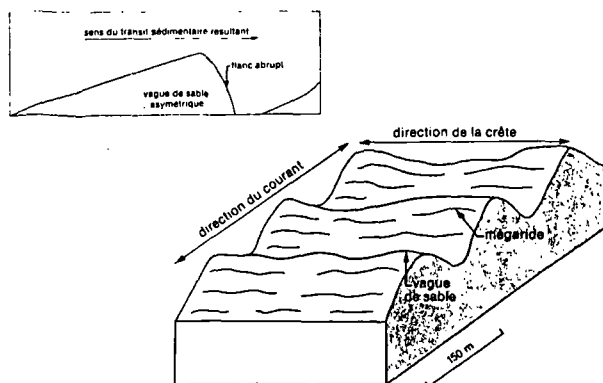 sens du transit sédimentaire resultant
flanc abrupt
vague de sable
asymétrique
direction de la crête
direction du courant
mégaride
vague
de sable
150 m